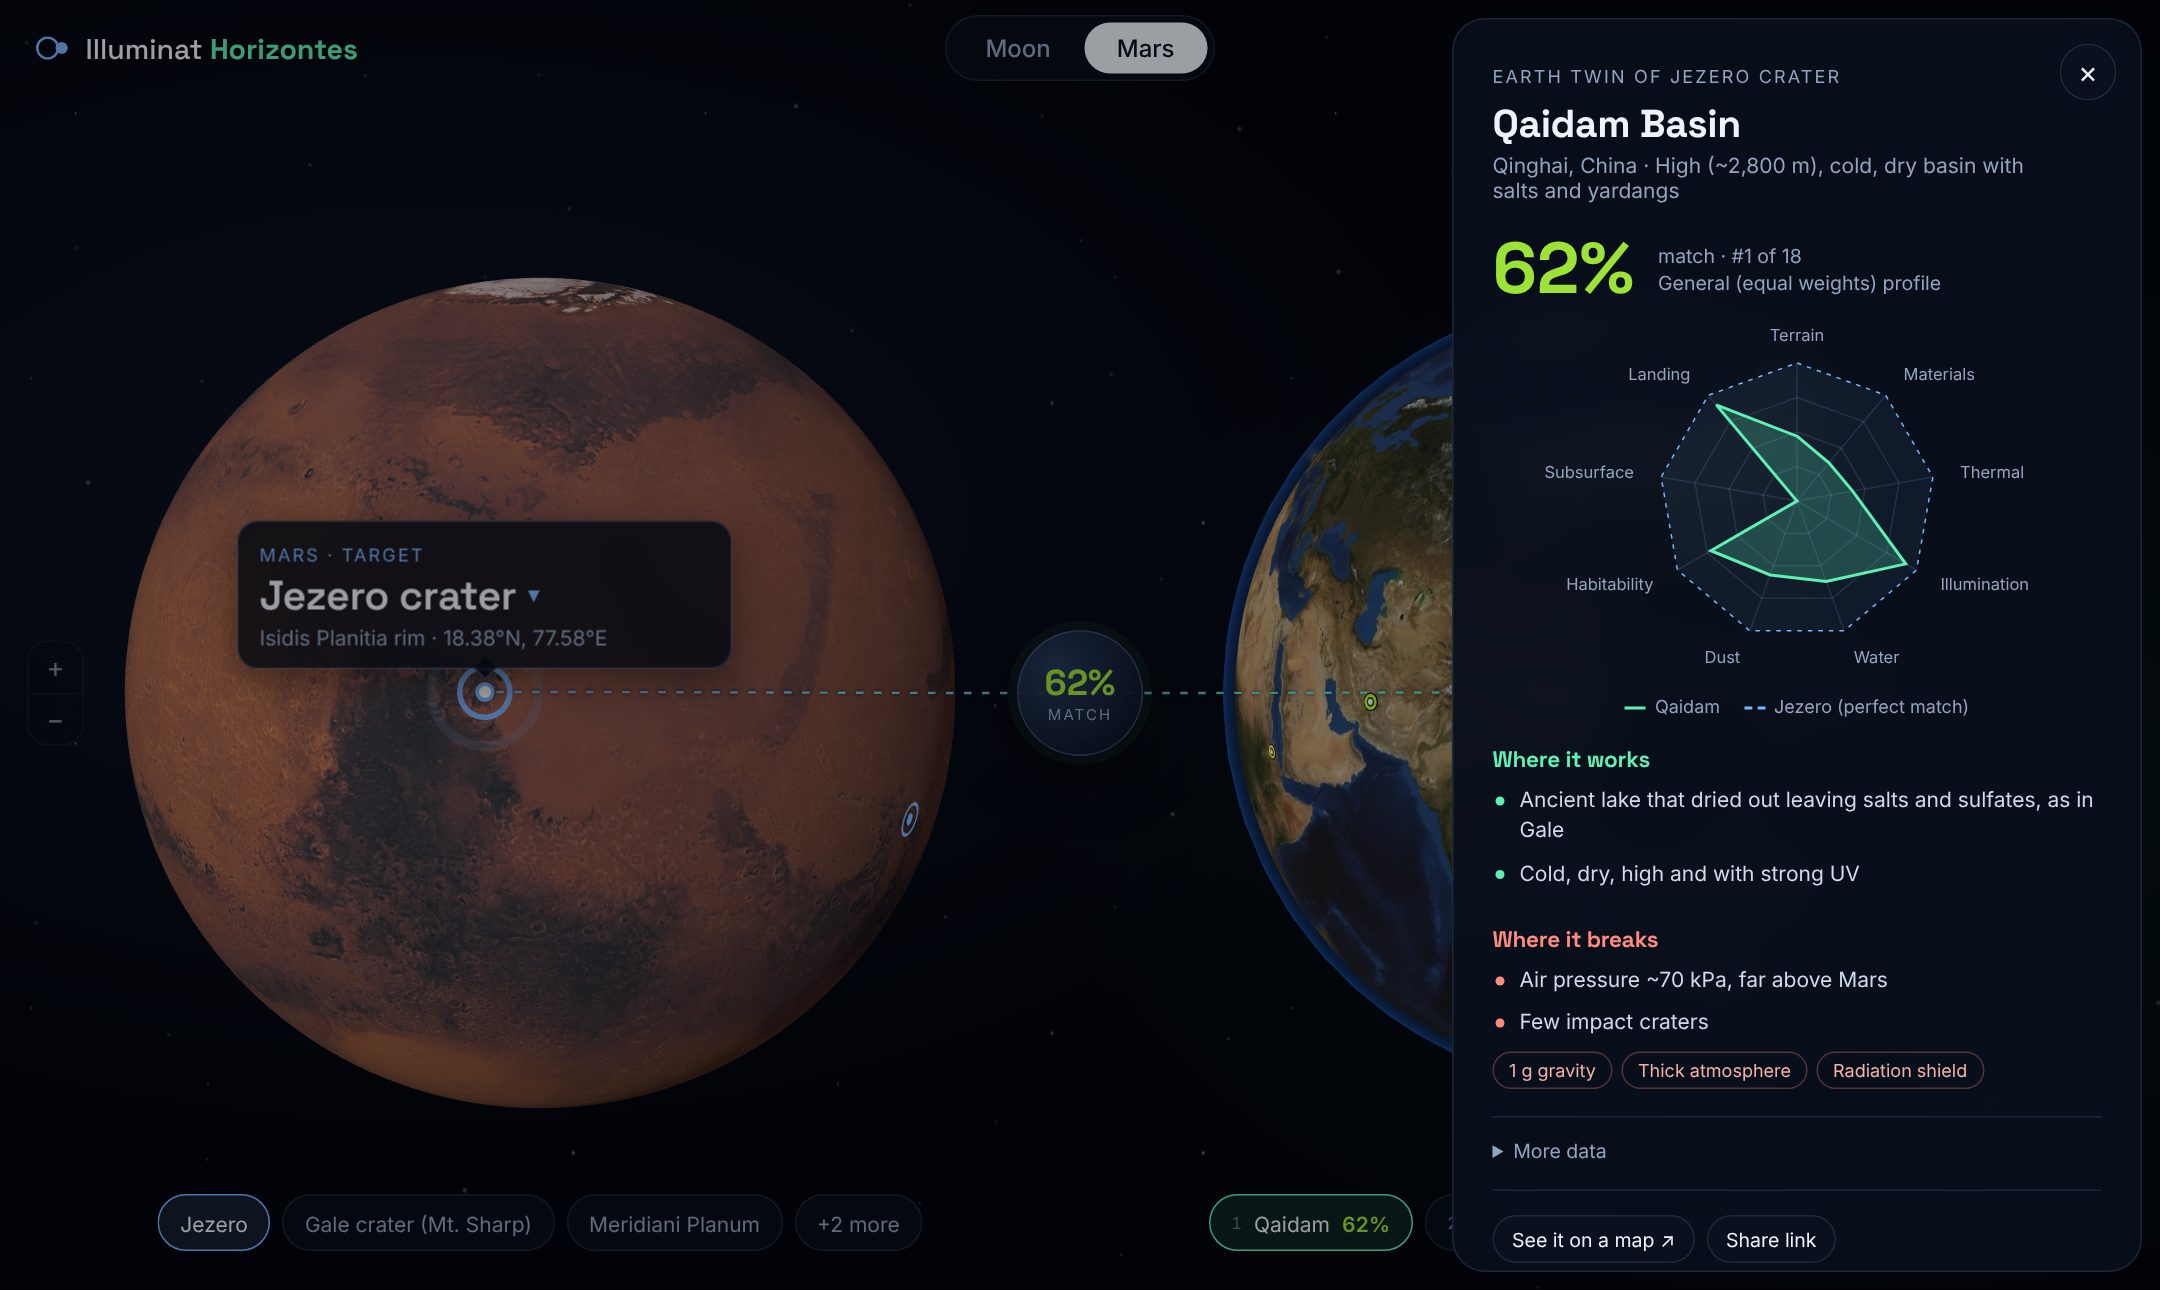 Illuminat Horizontes
Moon
Mars
MARS · TARGET
Jezero crater ▾
Isidis Planitia rim · 18.38°N, 77.58°E
+
−
62%
MATCH
Jezero
Gale crater (Mt. Sharp)
Meridiani Planum
+2 more
1 Qaidam 62%
2
EARTH TWIN OF JEZERO CRATER
×
Qaidam Basin
Qinghai, China · High (~2,800 m), cold, dry basin with
salts and yardangs
62%
match · #1 of 18
General (equal weights) profile
Terrain
Landing
Materials
Subsurface
Thermal
Habitability
Illumination
Dust
Water
Qaidam
Jezero (perfect match)
Where it works
Ancient lake that dried out leaving salts and sulfates, as in
Gale
Cold, dry, high and with strong UV
Where it breaks
Air pressure ~70 kPa, far above Mars
Few impact craters
1 g gravity
Thick atmosphere
Radiation shield
▶ More data
See it on a map ↗
Share link